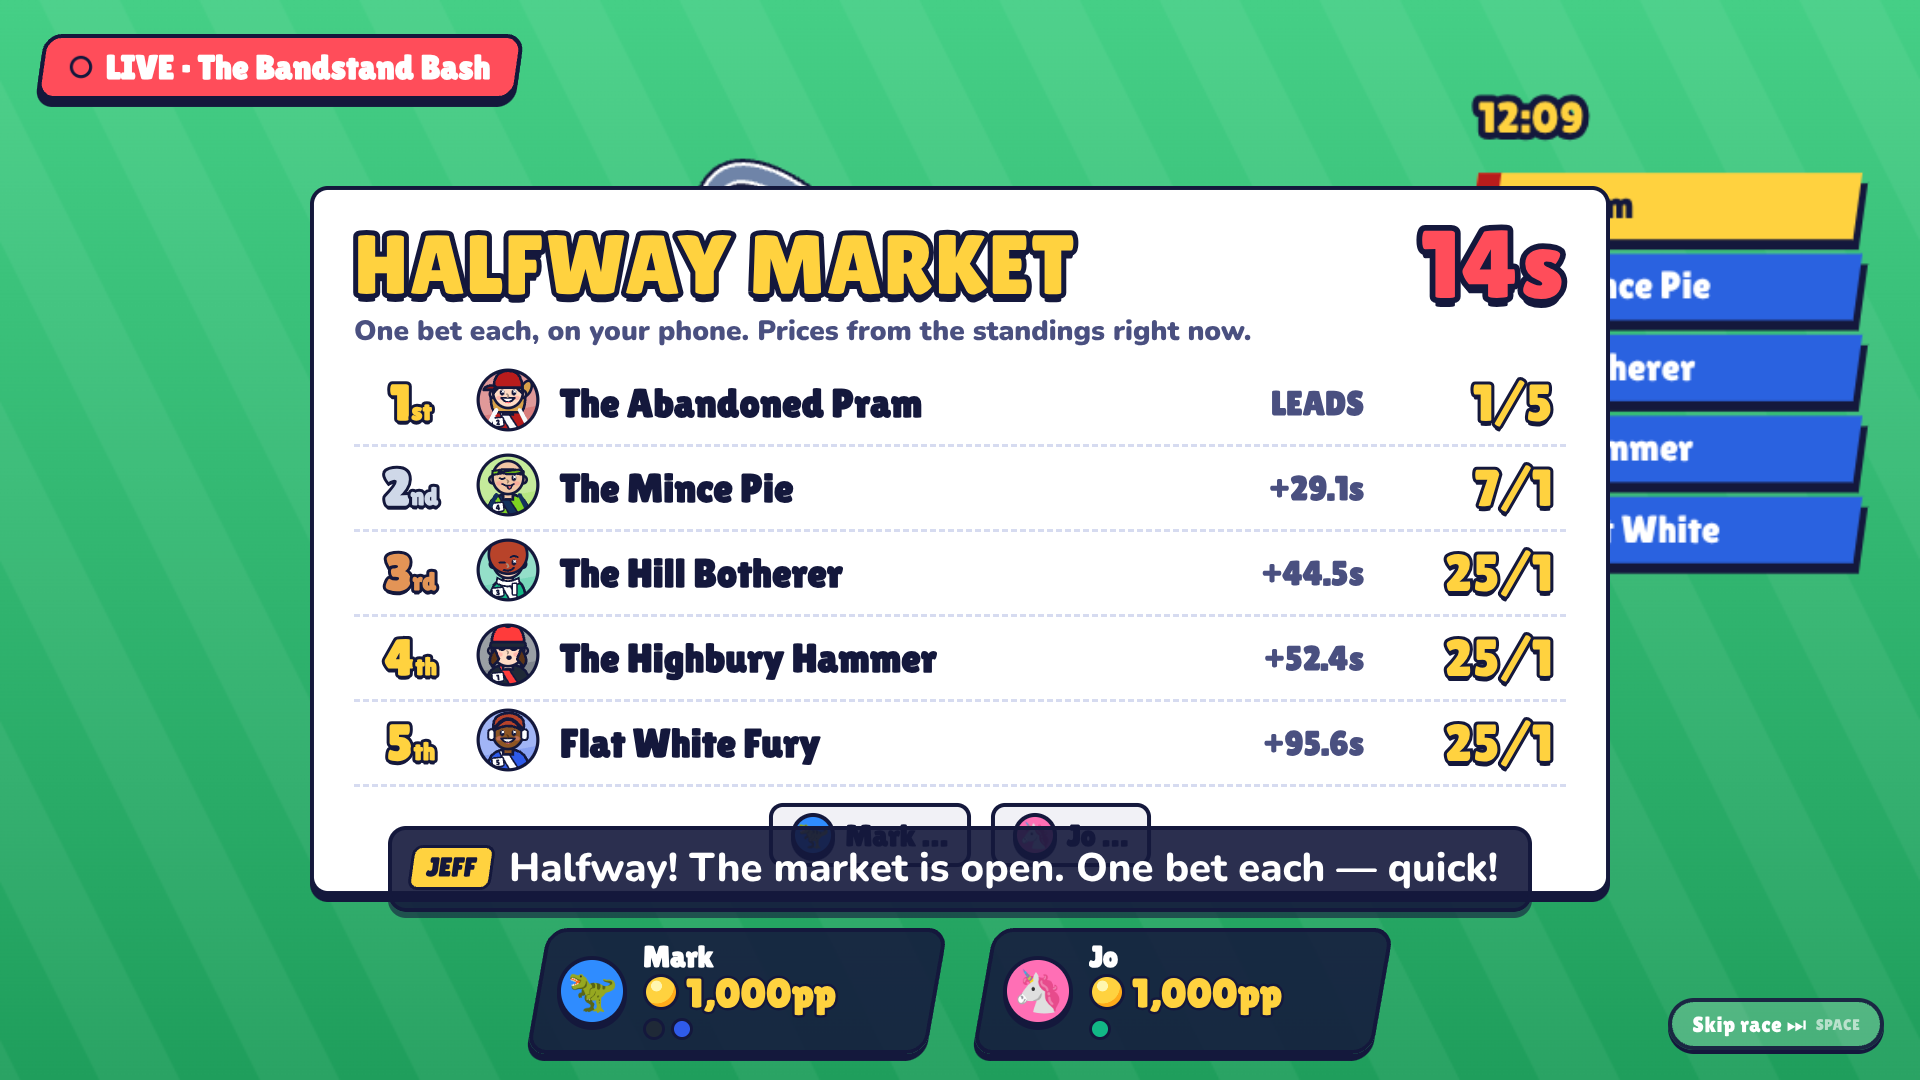 LIVE · The Bandstand Bash
12:09
HALFWAY MARKET
14s
One bet each, on your phone. Prices from the standings right now.
1st The Abandoned Pram LEADS 1/5
2nd The Mince Pie +29.1s 7/1
3rd The Hill Botherer +44.5s 25/1
4th The Highbury Hammer +52.4s 25/1
5th Flat White Fury +95.6s 25/1
Pie
White
Mark ...
Jo ...
JEFF Halfway! The market is open. One bet each — quick!
Mark
1,000pp
Jo
1,000pp
Skip race SPACE